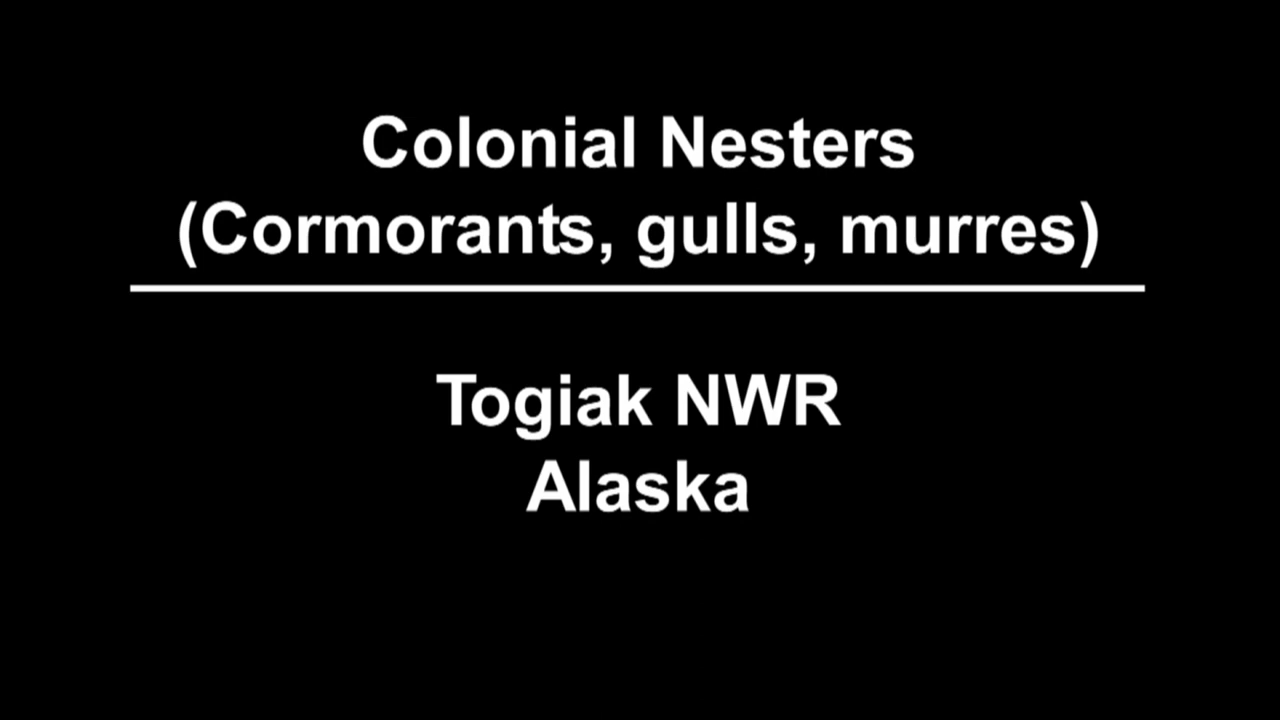 Colonial Nesters
(Cormorants, gulls, murres)
Togiak NWR
Alaska